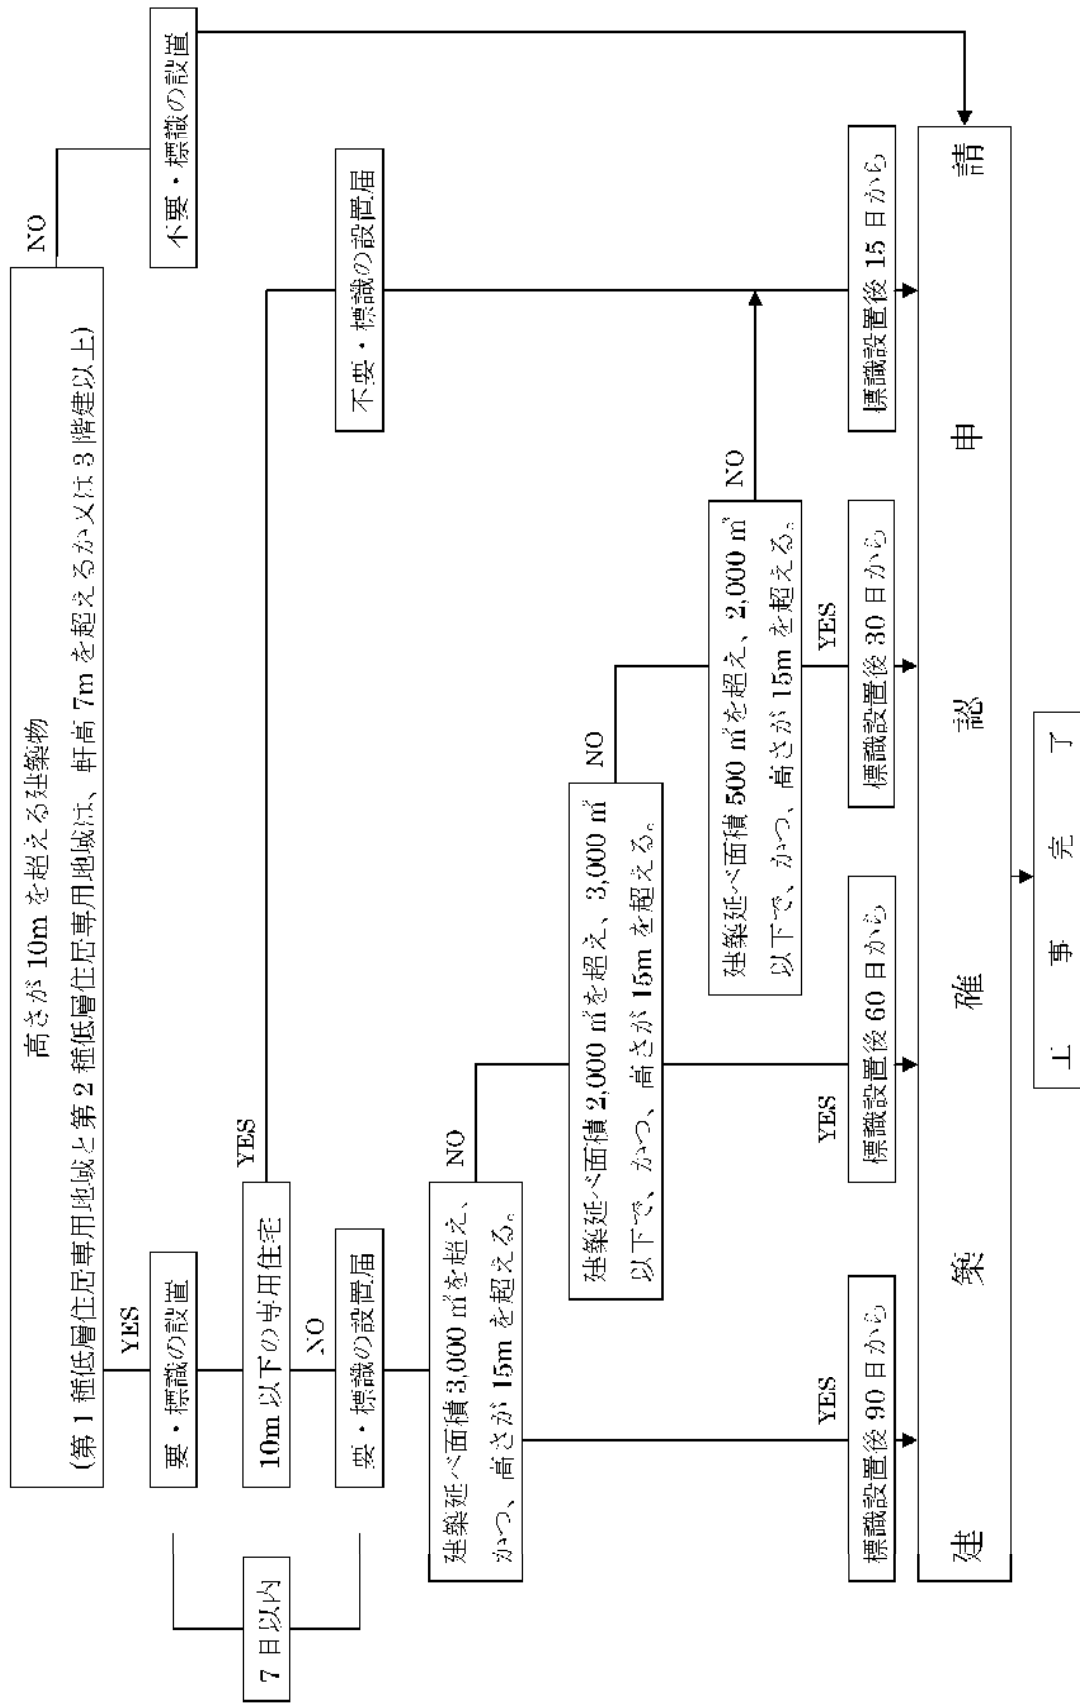 高さが 10m を超える建築物
(第 1 種低層住居専用地域と第 2 種低層住居専用地域は、軒高 7m を超えるか又は 3 階建以上)
NO
不要・標識の設置
YES
要・標識の設置
7 日以内
10m 以下の専用住宅
YES
NO
要・標識の設置届
不要・標識の設置届
建築延べ面積 3,000 ㎡を超え、
かつ、高さが 15m を超える。
NO
建築延べ面積 2,000 ㎡を超え、3,000 ㎡
以下で、かつ、高さが 15m を超える。
NO
建築延べ面積 500 ㎡を超え、2,000 ㎡
以下で、かつ、高さが 15m を超える。
NO
YES
YES
YES
標識設置後 90 日から
標識設置後 60 日から
標識設置後 30 日から
標識設置後 15 日から
建 築 確 認 申 請
工 事 完 了